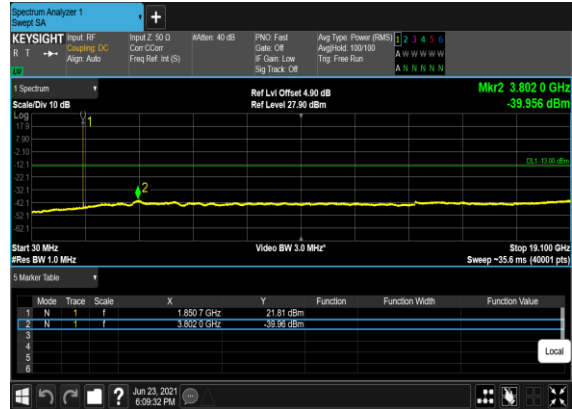 Spectrum Analyzer 1
Swept SA
+
KEYSIGHT Input: RF Input Z: 50 Ω #Atten: 40 dB PNO: Fast Avg Type: Power (RMS) 1 2 3 4 5 6
R T Coupling: DC Corr CCorr Gate: Off Avg|Hold: 100/100 A W W W W W
Align: Auto Freq Ref: Int (S) IF Gain: Low Trig: Free Run
Sig Track: Off A N N N N N
1 Spectrum
Ref Lvl Offset 4.90 dB Mkr2 3.802 0 GHz
Scale/Div 10 dB Ref Level 27.90 dBm -39.956 dBm
Log
17.9
1
7.90
-2.10
-12.1 DL1 -13.00 dBm
-22.1
-32.1
2
-42.1
-52.1
-62.1
Start 30 MHz Video BW 3.0 MHz* Stop 19.100 GHz
#Res BW 1.0 MHz Sweep ~35.6 ms (40001 pts)
5 Marker Table
Mode Trace Scale X Y Function Function Width Function Value
1 N 1 f 1.850 7 GHz 21.81 dBm
2 N 1 f 3.802 0 GHz -39.96 dBm
3
4
5
6
Local
? Jun 23, 2021
6:09:32 PM